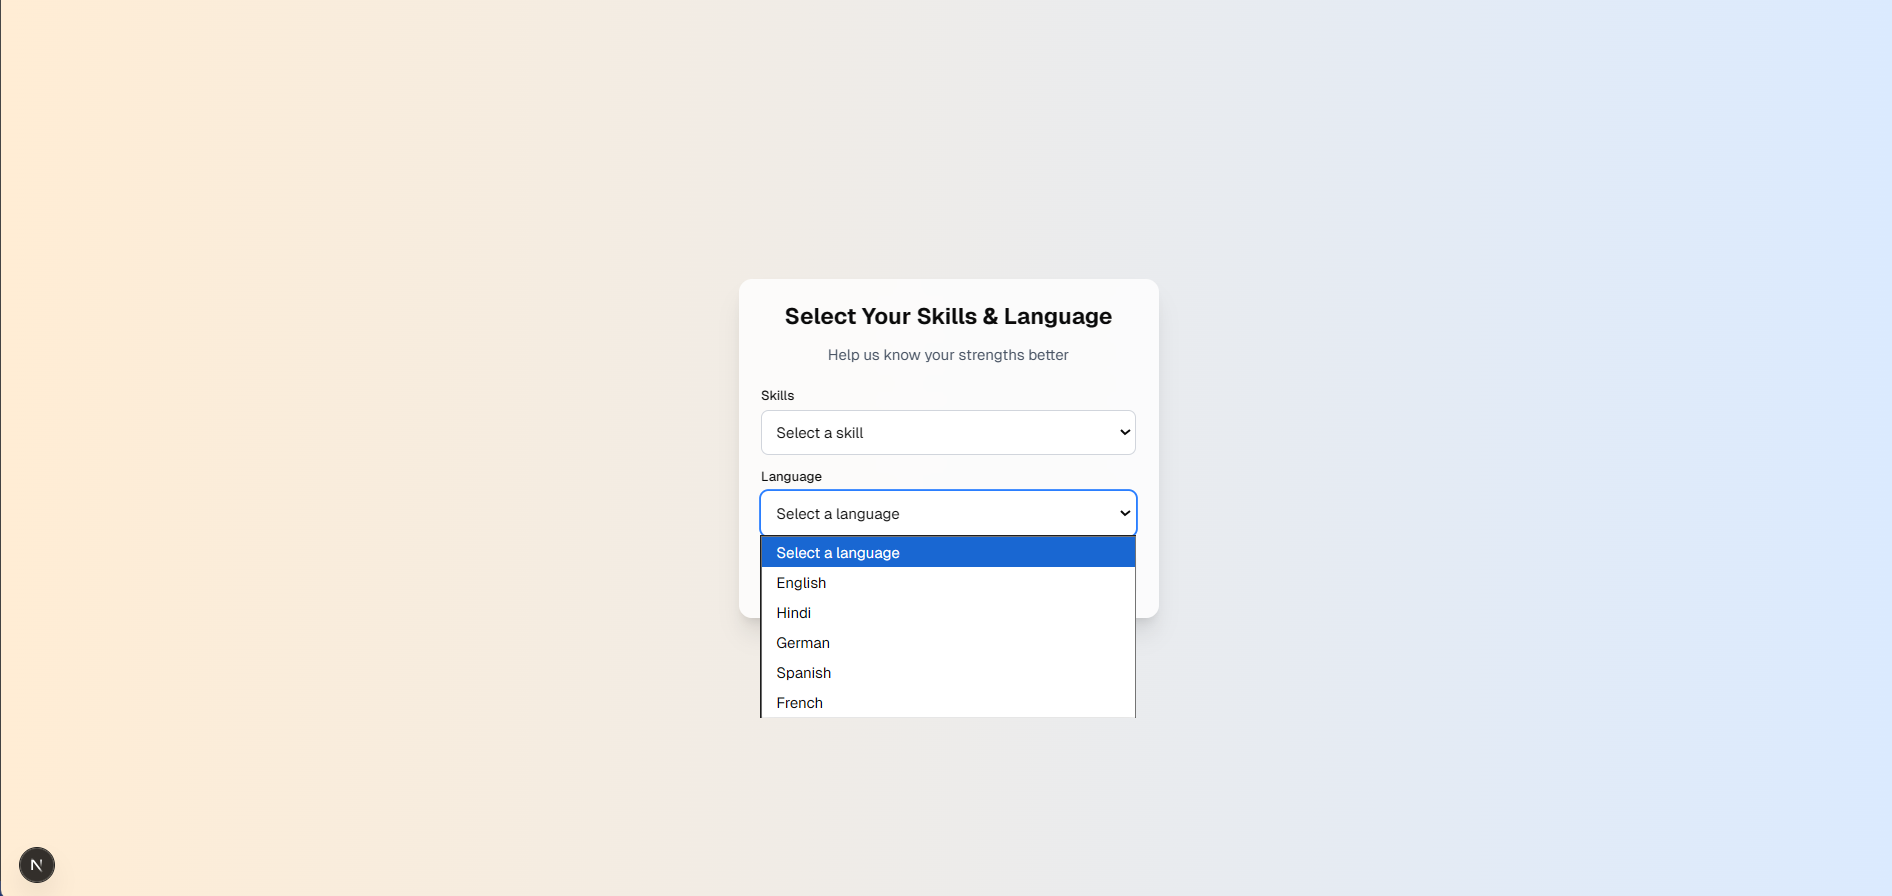 Select Your Skills & Language
Help us know your strengths better
Skills
Select a skill
Language
Select a language
Select a language
English
Hindi
German
Spanish
French
N